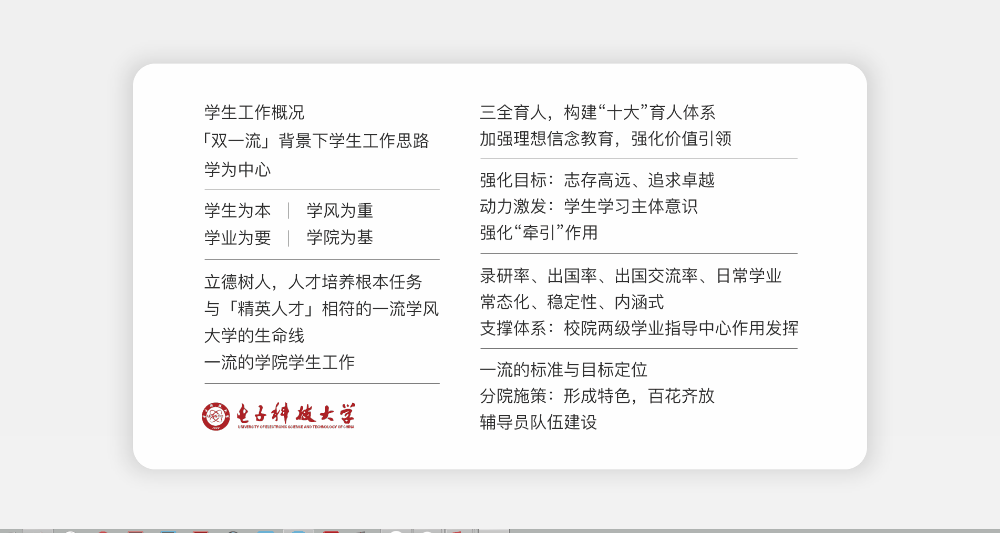 学生工作概况
「双一流」背景下学生工作思路
学为中心
学生为本 | 学风为重
学业为要 | 学院为基
立德树人，人才培养根本任务
与「精英人才」相符的一流学风
大学的生命线
一流的学院学生工作
电子科技大学
UNIVERSITY OF ELECTRONIC SCIENCE AND TECHNOLOGY OF CHINA
三全育人，构建“十大”育人体系
加强理想信念教育，强化价值引领
强化目标：志存高远、追求卓越
动力激发：学生学习主体意识
强化“牵引”作用
录研率、出国率、出国交流率、日常学业
常态化、稳定性、内涵式
支撑体系：校院两级学业指导中心作用发挥
一流的标准与目标定位
分院施策：形成特色，百花齐放
辅导员队伍建设